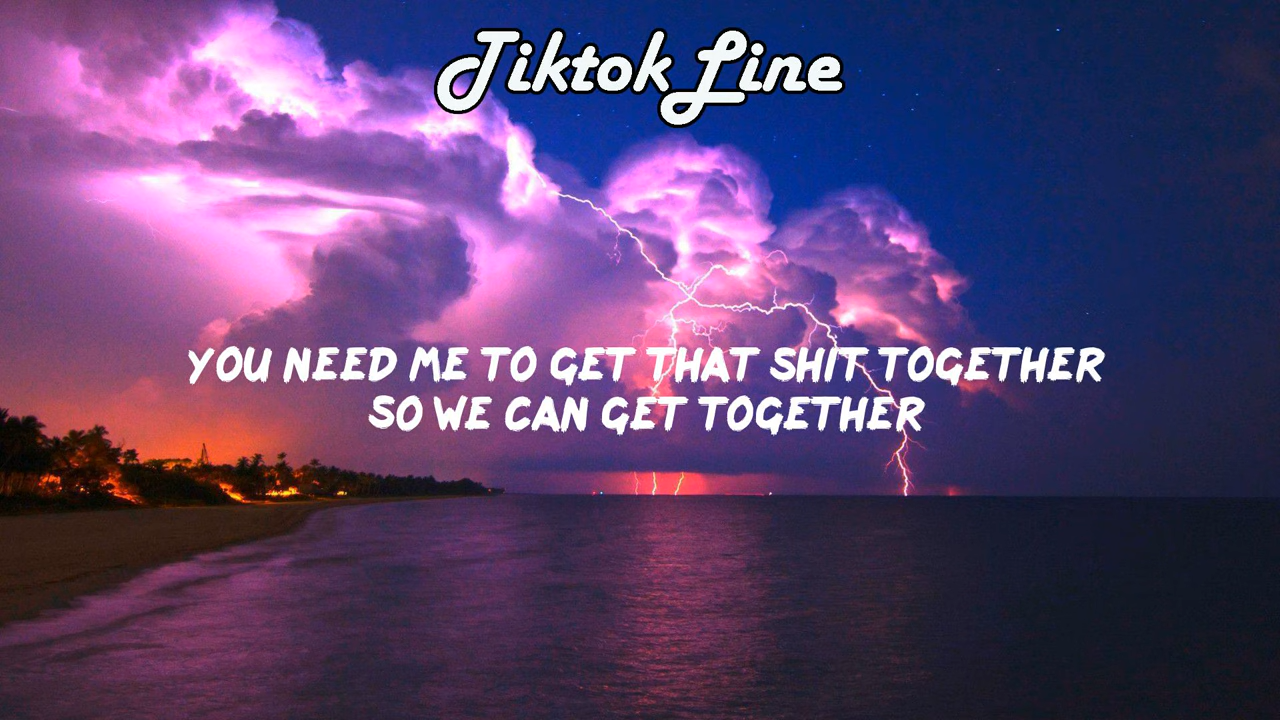 Tiktok Line
YOU NEED ME TO GET THAT SHIT TOGETHER
SO WE CAN GET TOGETHER